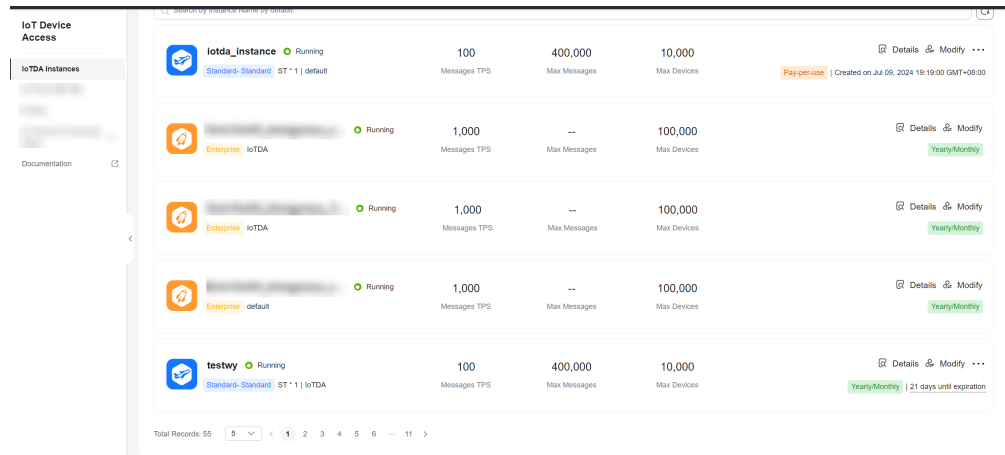 IoT Device
Access
IoTDA Instances
Documentation
Search by Instance Name by default.
iotda_instance Running
Standard- Standard ST * 1 | default
100
Messages TPS
400,000
Max Messages
10,000
Max Devices
Details Modify ···
Pay-per-use | Created on Jul 09, 2024 19:19:00 GMT+08:00
Running
Enterprise IoTDA
1,000
Messages TPS
--
Max Messages
100,000
Max Devices
Details Modify
Yearly/Monthly
Running
Enterprise IoTDA
1,000
Messages TPS
--
Max Messages
100,000
Max Devices
Details Modify
Yearly/Monthly
Running
Enterprise default
1,000
Messages TPS
--
Max Messages
100,000
Max Devices
Details Modify
Yearly/Monthly
testwy Running
Standard- Standard ST * 1 | IoTDA
100
Messages TPS
400,000
Max Messages
10,000
Max Devices
Details Modify ···
Yearly/Monthly | 21 days until expiration
Total Records: 55 5 < 1 2 3 4 5 6 ··· 11 >